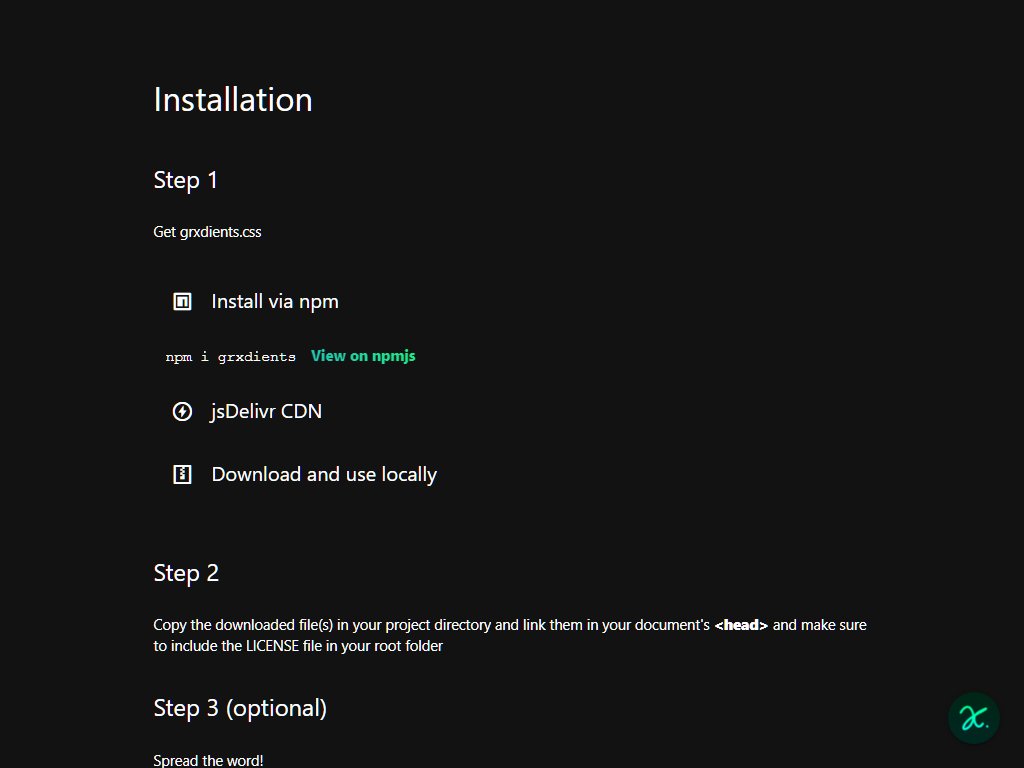 Installation
Step 1
Get grxdients.css
Install via npm
npm i grxdients View on npmjs
jsDelivr CDN
Download and use locally
Step 2
Copy the downloaded file(s) in your project directory and link them in your document's <head> and make sure
to include the LICENSE file in your root folder
Step 3 (optional)
Spread the word!
x.